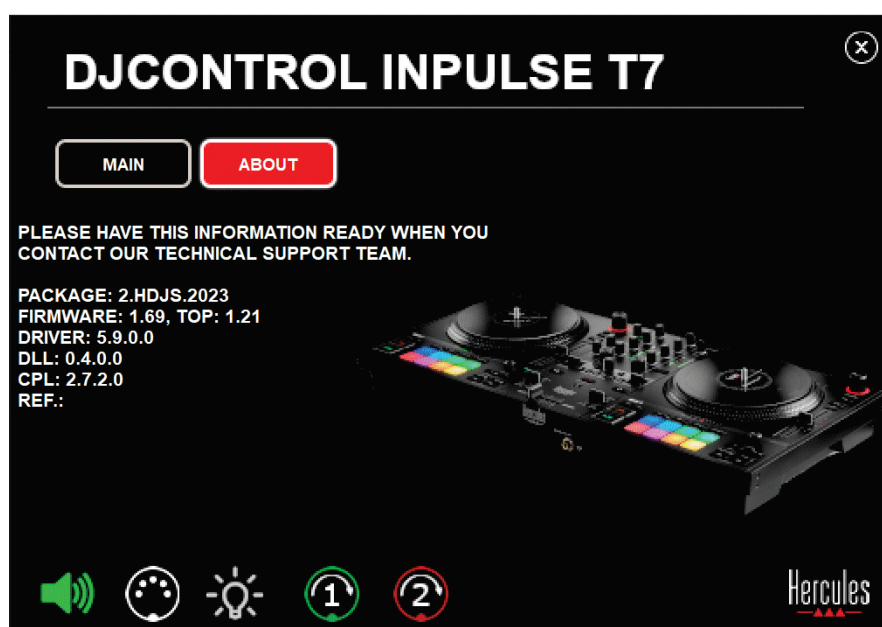 DJCONTROL INPULSE T7
MAIN
ABOUT
PLEASE HAVE THIS INFORMATION READY WHEN YOU
CONTACT OUR TECHNICAL SUPPORT TEAM.
PACKAGE: 2.HDJS.2023
FIRMWARE: 1.69, TOP: 1.21
DRIVER: 5.9.0.0
DLL: 0.4.0.0
CPL: 2.7.2.0
REF.:
1
2
Hercules